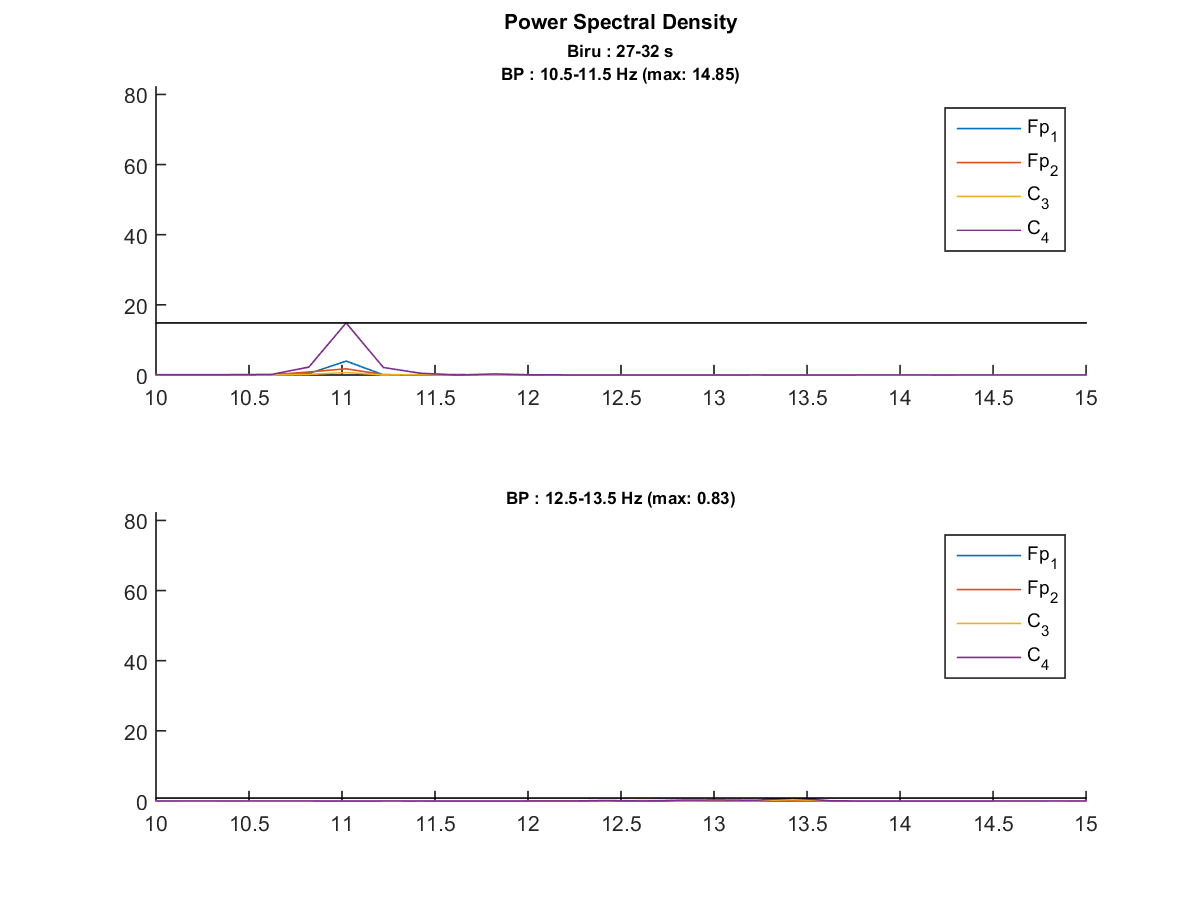 Power Spectral Density
Biru : 27-32 s
BP : 10.5-11.5 Hz (max: 14.85)
80
60
40
20
0
10 10.5 11 11.5 12 12.5 13 13.5 14 14.5 15
Fp1
Fp2
C3
C4
BP : 12.5-13.5 Hz (max: 0.83)
80
60
40
20
0
10 10.5 11 11.5 12 12.5 13 13.5 14 14.5 15
Fp1
Fp2
C3
C4